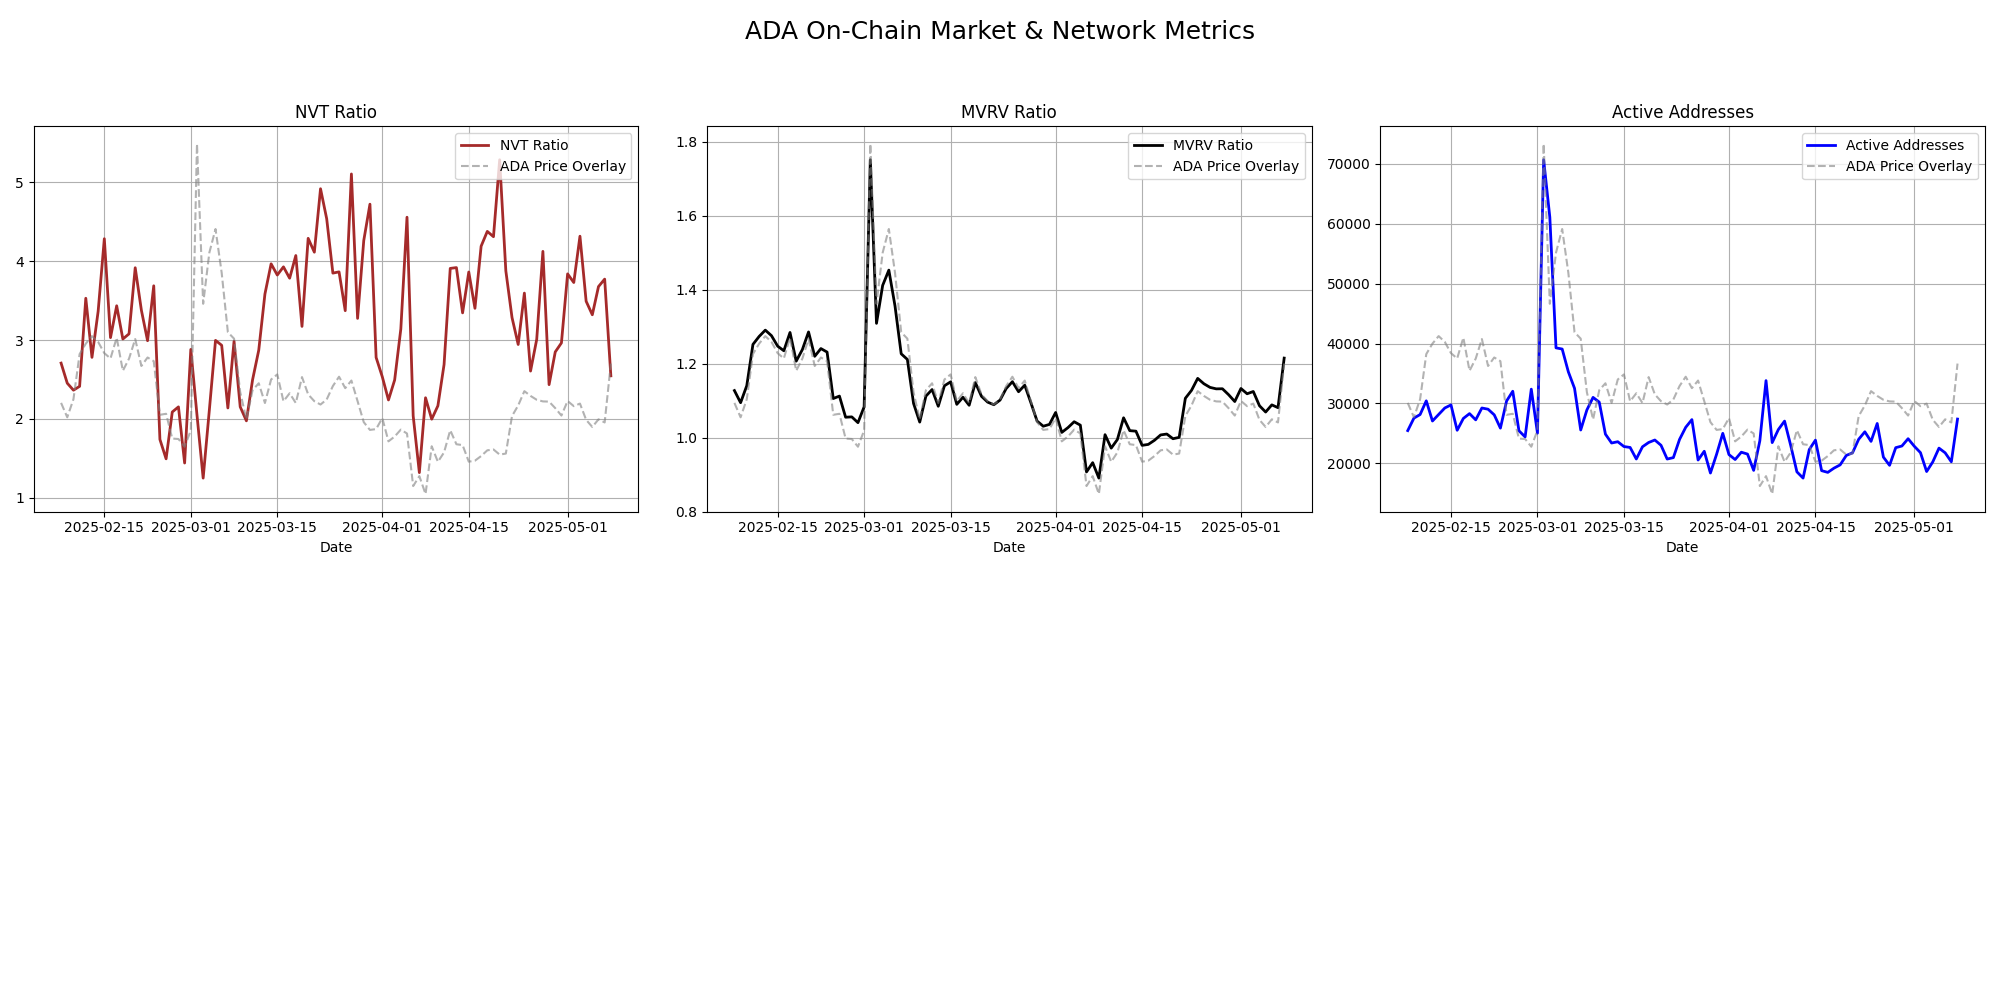 ADA On-Chain Market & Network Metrics
NVT Ratio
NVT Ratio
ADA Price Overlay
5
4
3
2
1
2025-02-15 2025-03-01 2025-03-15 2025-04-01 2025-04-15 2025-05-01
Date
MVRV Ratio
MVRV Ratio
ADA Price Overlay
1.8
1.6
1.4
1.2
1.0
0.8
2025-02-15 2025-03-01 2025-03-15 2025-04-01 2025-04-15 2025-05-01
Date
Active Addresses
Active Addresses
ADA Price Overlay
70000
60000
50000
40000
30000
20000
2025-02-15 2025-03-01 2025-03-15 2025-04-01 2025-04-15 2025-05-01
Date